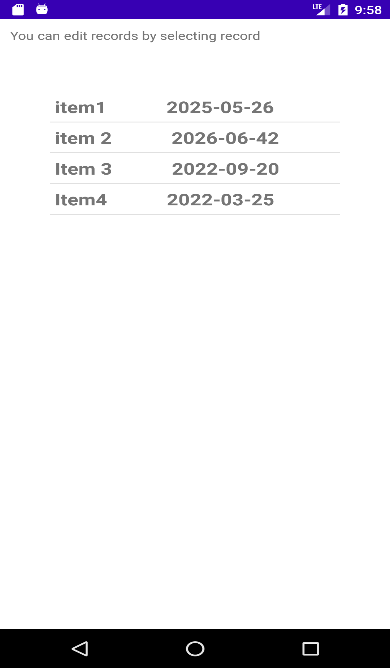 LTE 9:58
You can edit records by selecting record
item1 2025-05-26
item 2 2026-06-42
Item 3 2022-09-20
Item4 2022-03-25